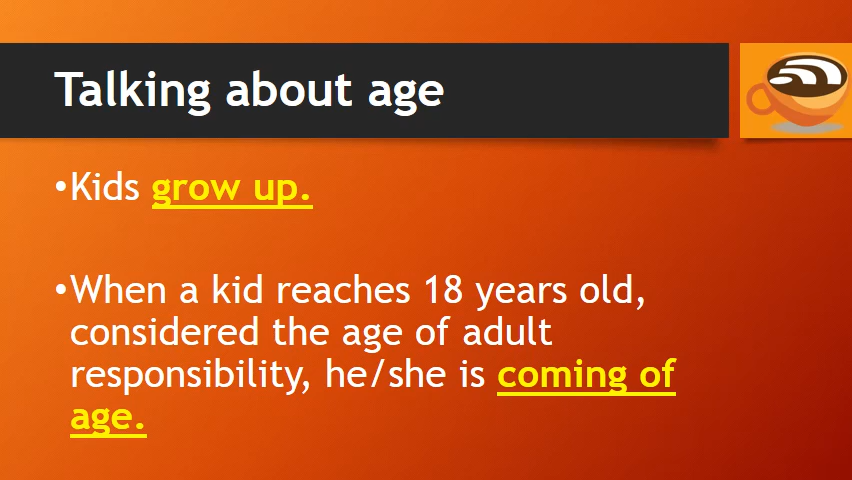 Talking about age
•Kids grow up.
•When a kid reaches 18 years old,
considered the age of adult
responsibility, he/she is coming of
age.